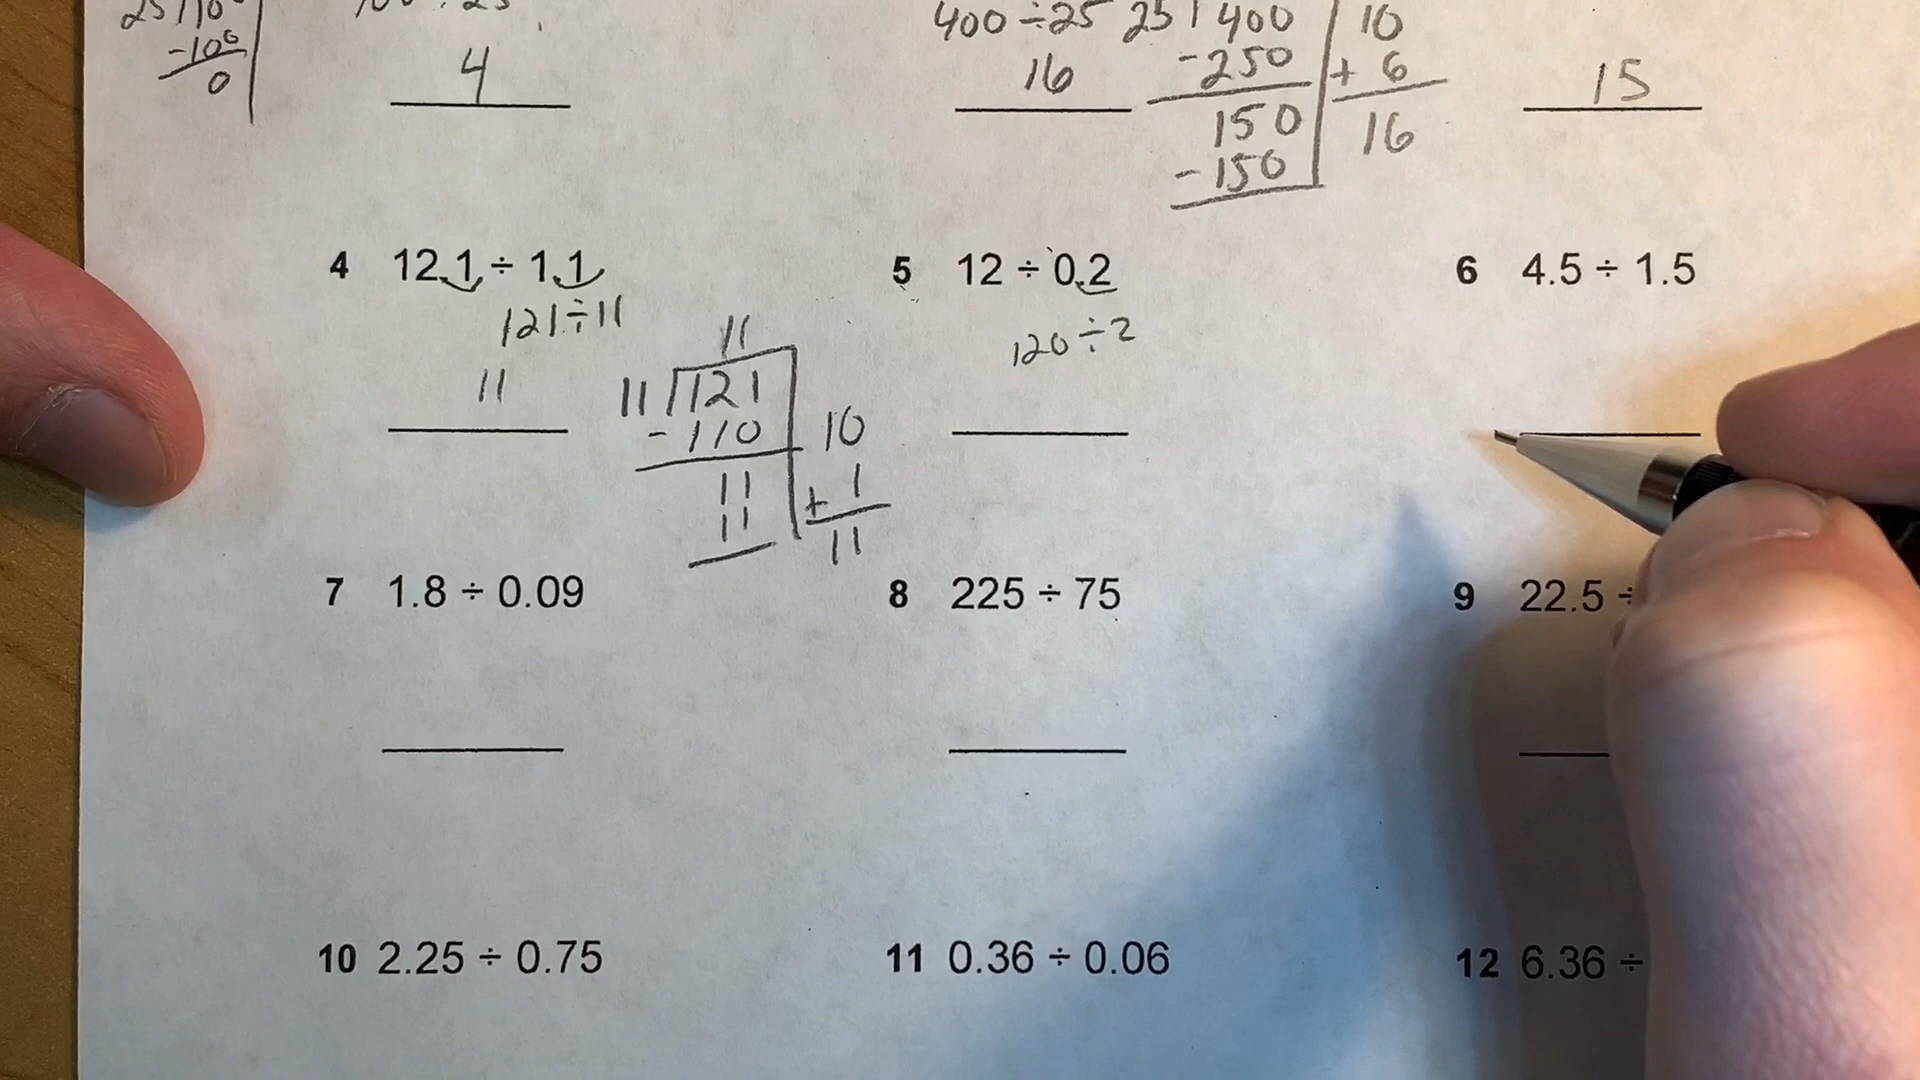 400 ÷ 25 25 400 10
-100 -250 + 6
0 4 16 150 16 15
-150
4 12.1 ÷ 1.1 5 12 ÷ 0.2 6 4.5 ÷ 1.5
121 ÷ 11 120 ÷ 2
11
11 11 121
-110 10
11 + 1
11 11
7 1.8 ÷ 0.09 8 225 ÷ 75 9 22.5 ÷
10 2.25 ÷ 0.75 11 0.36 ÷ 0.06 12 6.36 ÷